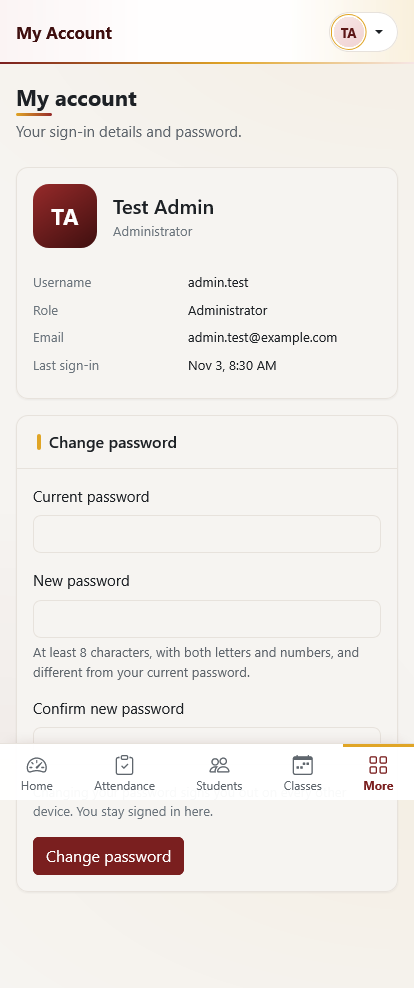 My Account
TA
My account
Your sign-in details and password.
TA
Test Admin
Administrator
Username
admin.test
Role
Administrator
Email
admin.test@example.com
Last sign-in
Nov 3, 8:30 AM
Change password
Current password
New password
At least 8 characters, with both letters and numbers, and
different from your current password.
Confirm new password
Home
Attendance
Students
Classes
More
device. You stay signed in here.
Change password